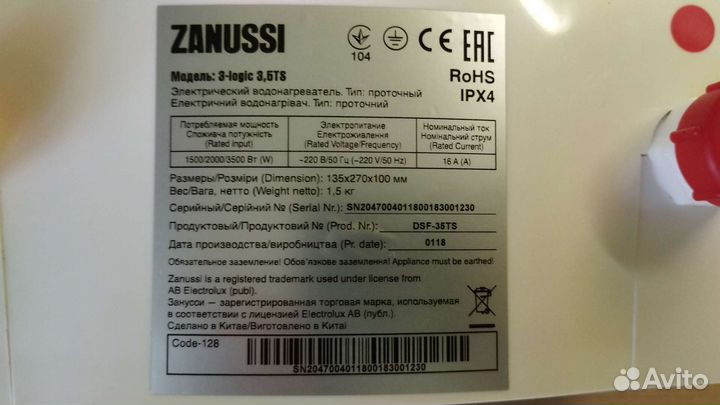 ZANUSSI
104
CE EAC
Модель: 3-logic 3,5TS
RoHS
Электрический водонагреватель. Тип: проточный
IPX4
Електричний водонагрівач. Тип: проточний
Потребляемая мощность
Споживча потужність
(Rated input)
Электропитание
Електроживлення
(Rated Voltage/Frequency)
Номинальный ток
Номінальний струм
(Rated Current)
1500/2000/3500 Вт (W)
~220 В/50 Гц (~220 V/50 Hz)
16 А (A)
Размеры/Розміри (Dimension): 135x270x100 мм
Вес/Вага, нетто (Weight netto): 1,5 кг
Серийный/Серійний № (Serial Nr.): SN2047004011800183001230
Продуктовый/Продуктовий № (Prod. Nr.): DSF-35TS
Дата производства/виробництва (Pr. date): 0118
Обязательное заземление! Обов'язкове заземлення! Appliance must be earthed!
Zanussi is a registered trademark used under license from
AB Electrolux (publ).
Занусси – зарегистрированная торговая марка, используемая
в соответствии с лицензией Electrolux AB (публ.).
Сделано в Китае/Виготовлено в Китаї
Code-128
SN2047004011800183001230
Avito